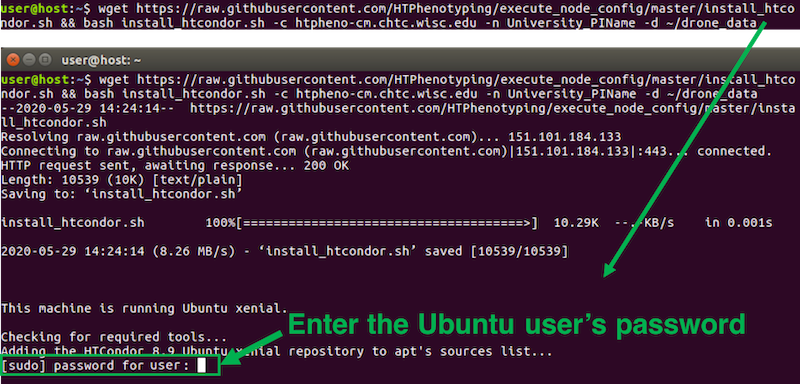 user@host:~$ wget https://raw.githubusercontent.com/HTPhenotyping/execute_node_config/master/install_htco
ndor.sh && bash install_htcondor.sh -c htpheno-cm.chtc.wisc.edu -n University_PIName -d ~/drone_data
user@host: ~
user@host:~$ wget https://raw.githubusercontent.com/HTPhenotyping/execute_node_config/master/install_htco
ndor.sh && bash install_htcondor.sh -c htpheno-cm.chtc.wisc.edu -n University_PIName -d ~/drone_data
--2020-05-29 14:24:14--  https://raw.githubusercontent.com/HTPhenotyping/execute_node_config/master/insta
ll_htcondor.sh
Resolving raw.githubusercontent.com (raw.githubusercontent.com)... 151.101.184.133
Connecting to raw.githubusercontent.com (raw.githubusercontent.com)|151.101.184.133|:443... connected.
HTTP request sent, awaiting response... 200 OK
Length: 10539 (10K) [text/plain]
Saving to: ‘install_htcondor.sh’
install_htcondor.sh 100%[=====================================>] 10.29K --.-KB/s in 0.001s
2020-05-29 14:24:14 (8.26 MB/s) - ‘install_htcondor.sh’ saved [10539/10539]
This machine is running Ubuntu xenial.
Enter the Ubuntu user’s password
Checking for required tools...
Adding the HTCondor 8.9 Ubuntu xenial repository to apt's sources list...
[sudo] password for user: